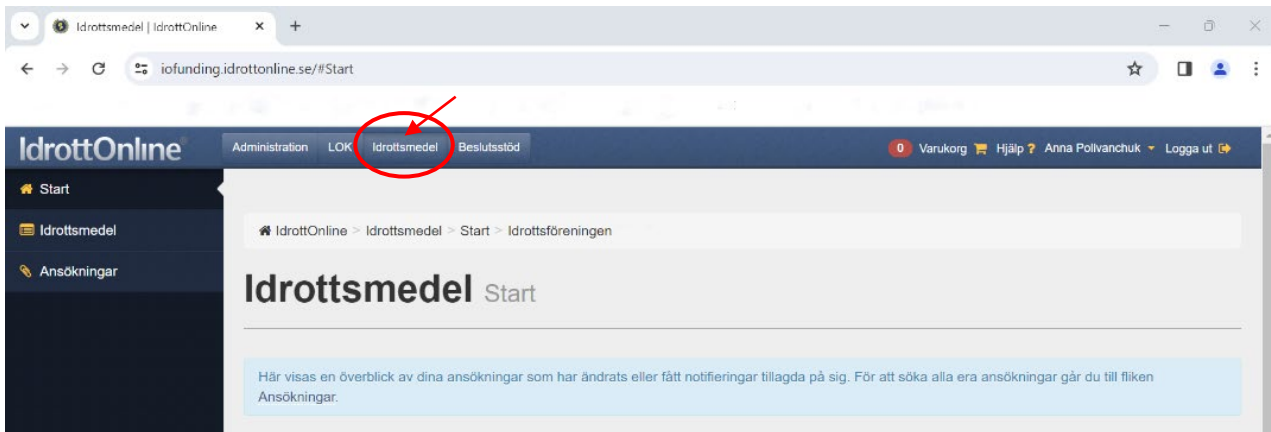 Idrottsmedel | IdrottOnline
iofunding.idrottonline.se/#Start
IdrottOnline Administration LOK Idrottsmedel Beslutsstöd 0 Varukorg Hjälp ? Anna Polivanchuk Logga ut
Start
Idrottsmedel
Ansökningar
IdrottOnline > Idrottsmedel > Start > Idrottsföreningen
Idrottsmedel Start
Här visas en överblick av dina ansökningar som har ändrats eller fått notifieringar tillagda på sig. För att söka alla era ansökningar går du till fliken
Ansökningar.